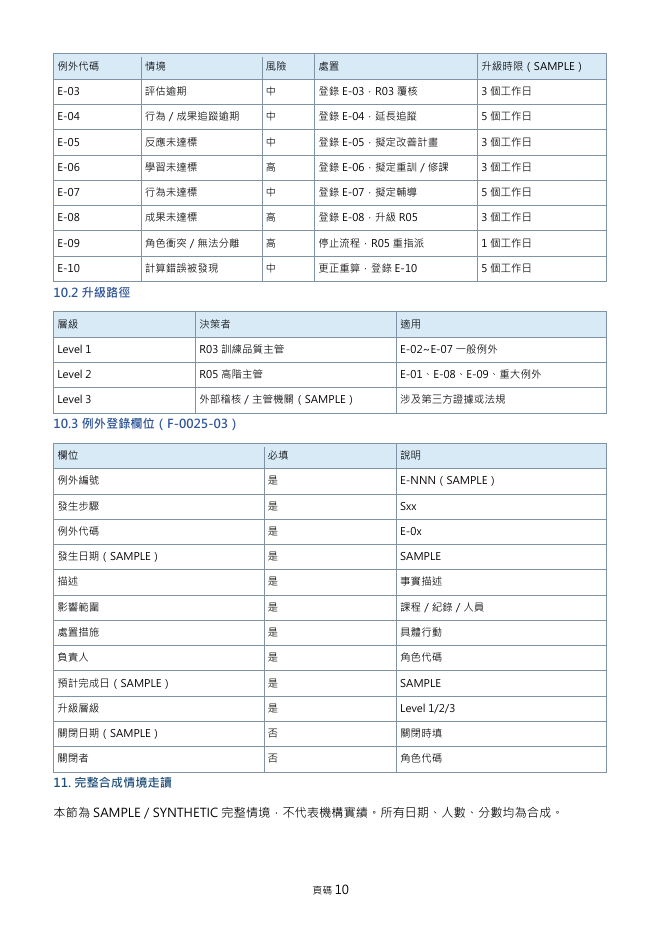 例外代碼 情境 風險 處置 升級時限（SAMPLE）
E-03 評估逾期 中 登錄 E-03，R03 覆核 3 個工作日
E-04 行為 / 成果追蹤逾期 中 登錄 E-04，延長追蹤 5 個工作日
E-05 反應未達標 中 登錄 E-05，擬定改善計畫 3 個工作日
E-06 學習未達標 高 登錄 E-06，擬定重訓 / 修課 3 個工作日
E-07 行為未達標 中 登錄 E-07，擬定輔導 5 個工作日
E-08 成果未達標 高 登錄 E-08，升級 R05 3 個工作日
E-09 角色衝突 / 無法分離 高 停止流程，R05 重指派 1 個工作日
E-10 計算錯誤被發現 中 更正重算，登錄 E-10 5 個工作日
10.2 升級路徑
層級 決策者 適用
Level 1 R03 訓練品質主管 E-02~E-07 一般例外
Level 2 R05 高階主管 E-01、E-08、E-09、重大例外
Level 3 外部稽核 / 主管機關（SAMPLE） 涉及第三方證據或法規
10.3 例外登錄欄位（F-0025-03）
欄位 必填 說明
例外編號 是 E-NNN（SAMPLE）
發生步驟 是 Sxx
例外代碼 是 E-0x
發生日期（SAMPLE） 是 SAMPLE
描述 是 事實描述
影響範圍 是 課程 / 紀錄 / 人員
處置措施 是 具體行動
負責人 是 角色代碼
預計完成日（SAMPLE） 是 SAMPLE
升級層級 是 Level 1/2/3
關閉日期（SAMPLE） 否 關閉時填
關閉者 否 角色代碼
11. 完整合成情境走讀
本節為 SAMPLE / SYNTHETIC 完整情境，不代表機構實績。所有日期、人數、分數均為合成。
頁碼 10